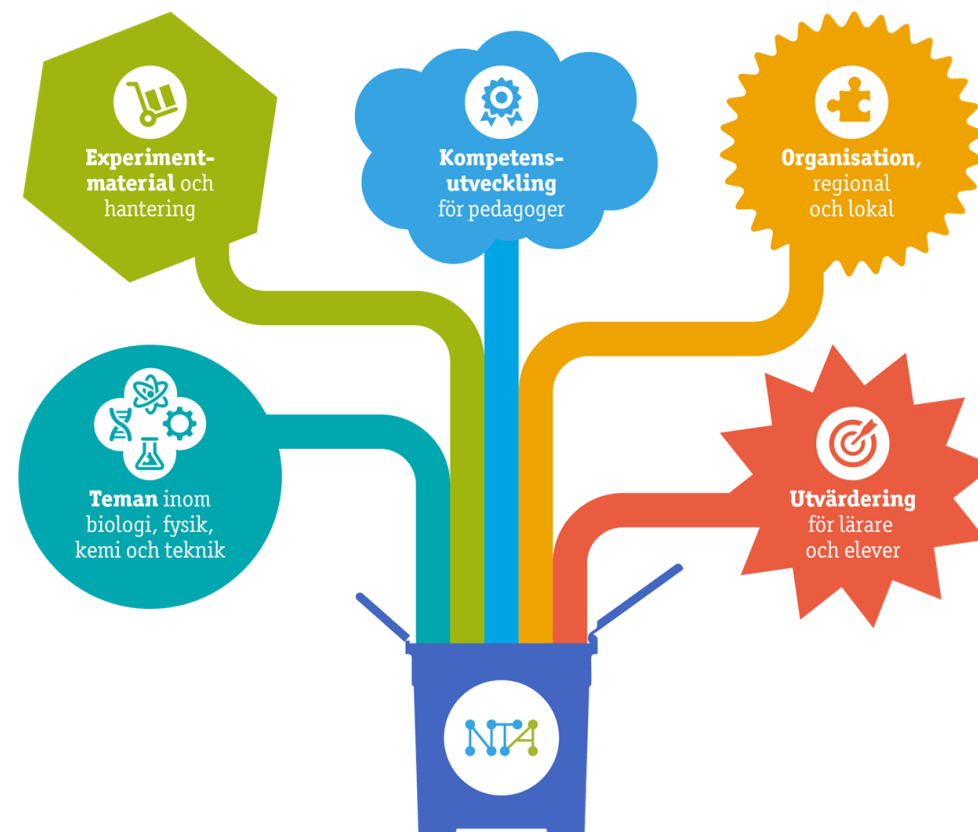 Experiment-
material och
hantering
Kompetens-
utveckling
för pedagoger
Organisation,
regional
och lokal
Teman inom
biologi, fysik,
kemi och teknik
Utvärdering
för lärare
och elever
NTA